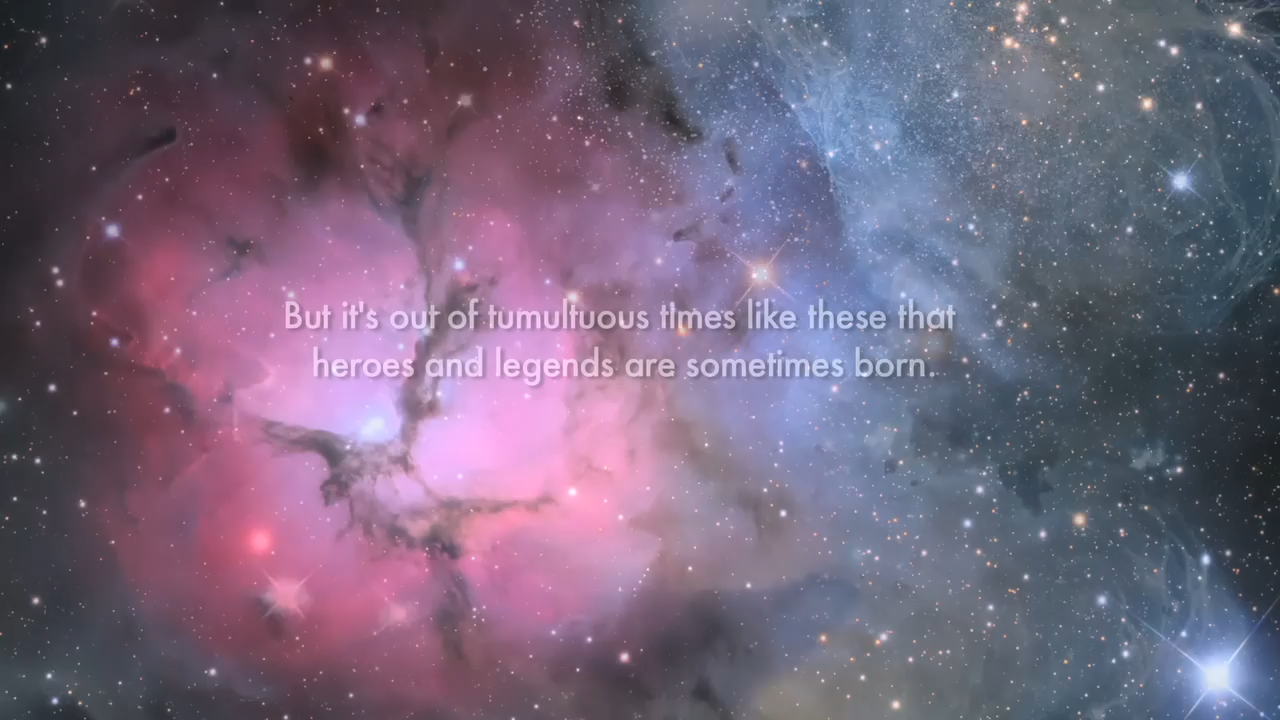 But it's out of tumultuous times like these that
heroes and legends are sometimes born.